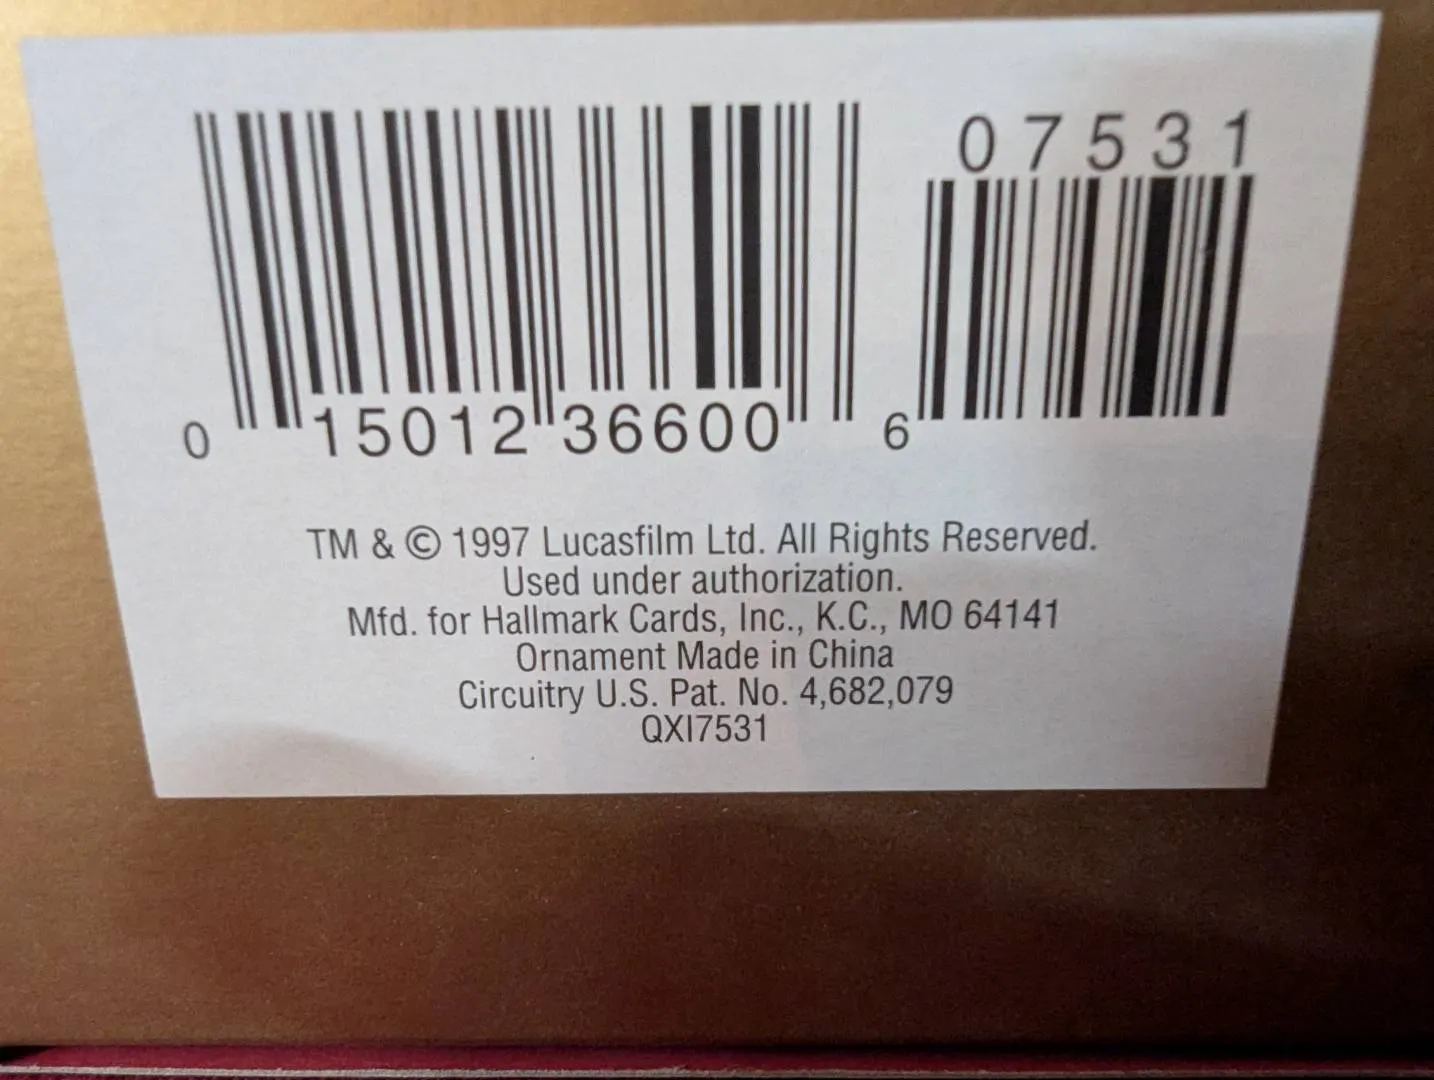 07531
0 15012 36600 6
TM & © 1997 Lucasfilm Ltd. All Rights Reserved.
Used under authorization.
Mfd. for Hallmark Cards, Inc., K.C., MO 64141
Ornament Made in China
Circuitry U.S. Pat. No. 4,682,079
QXI7531